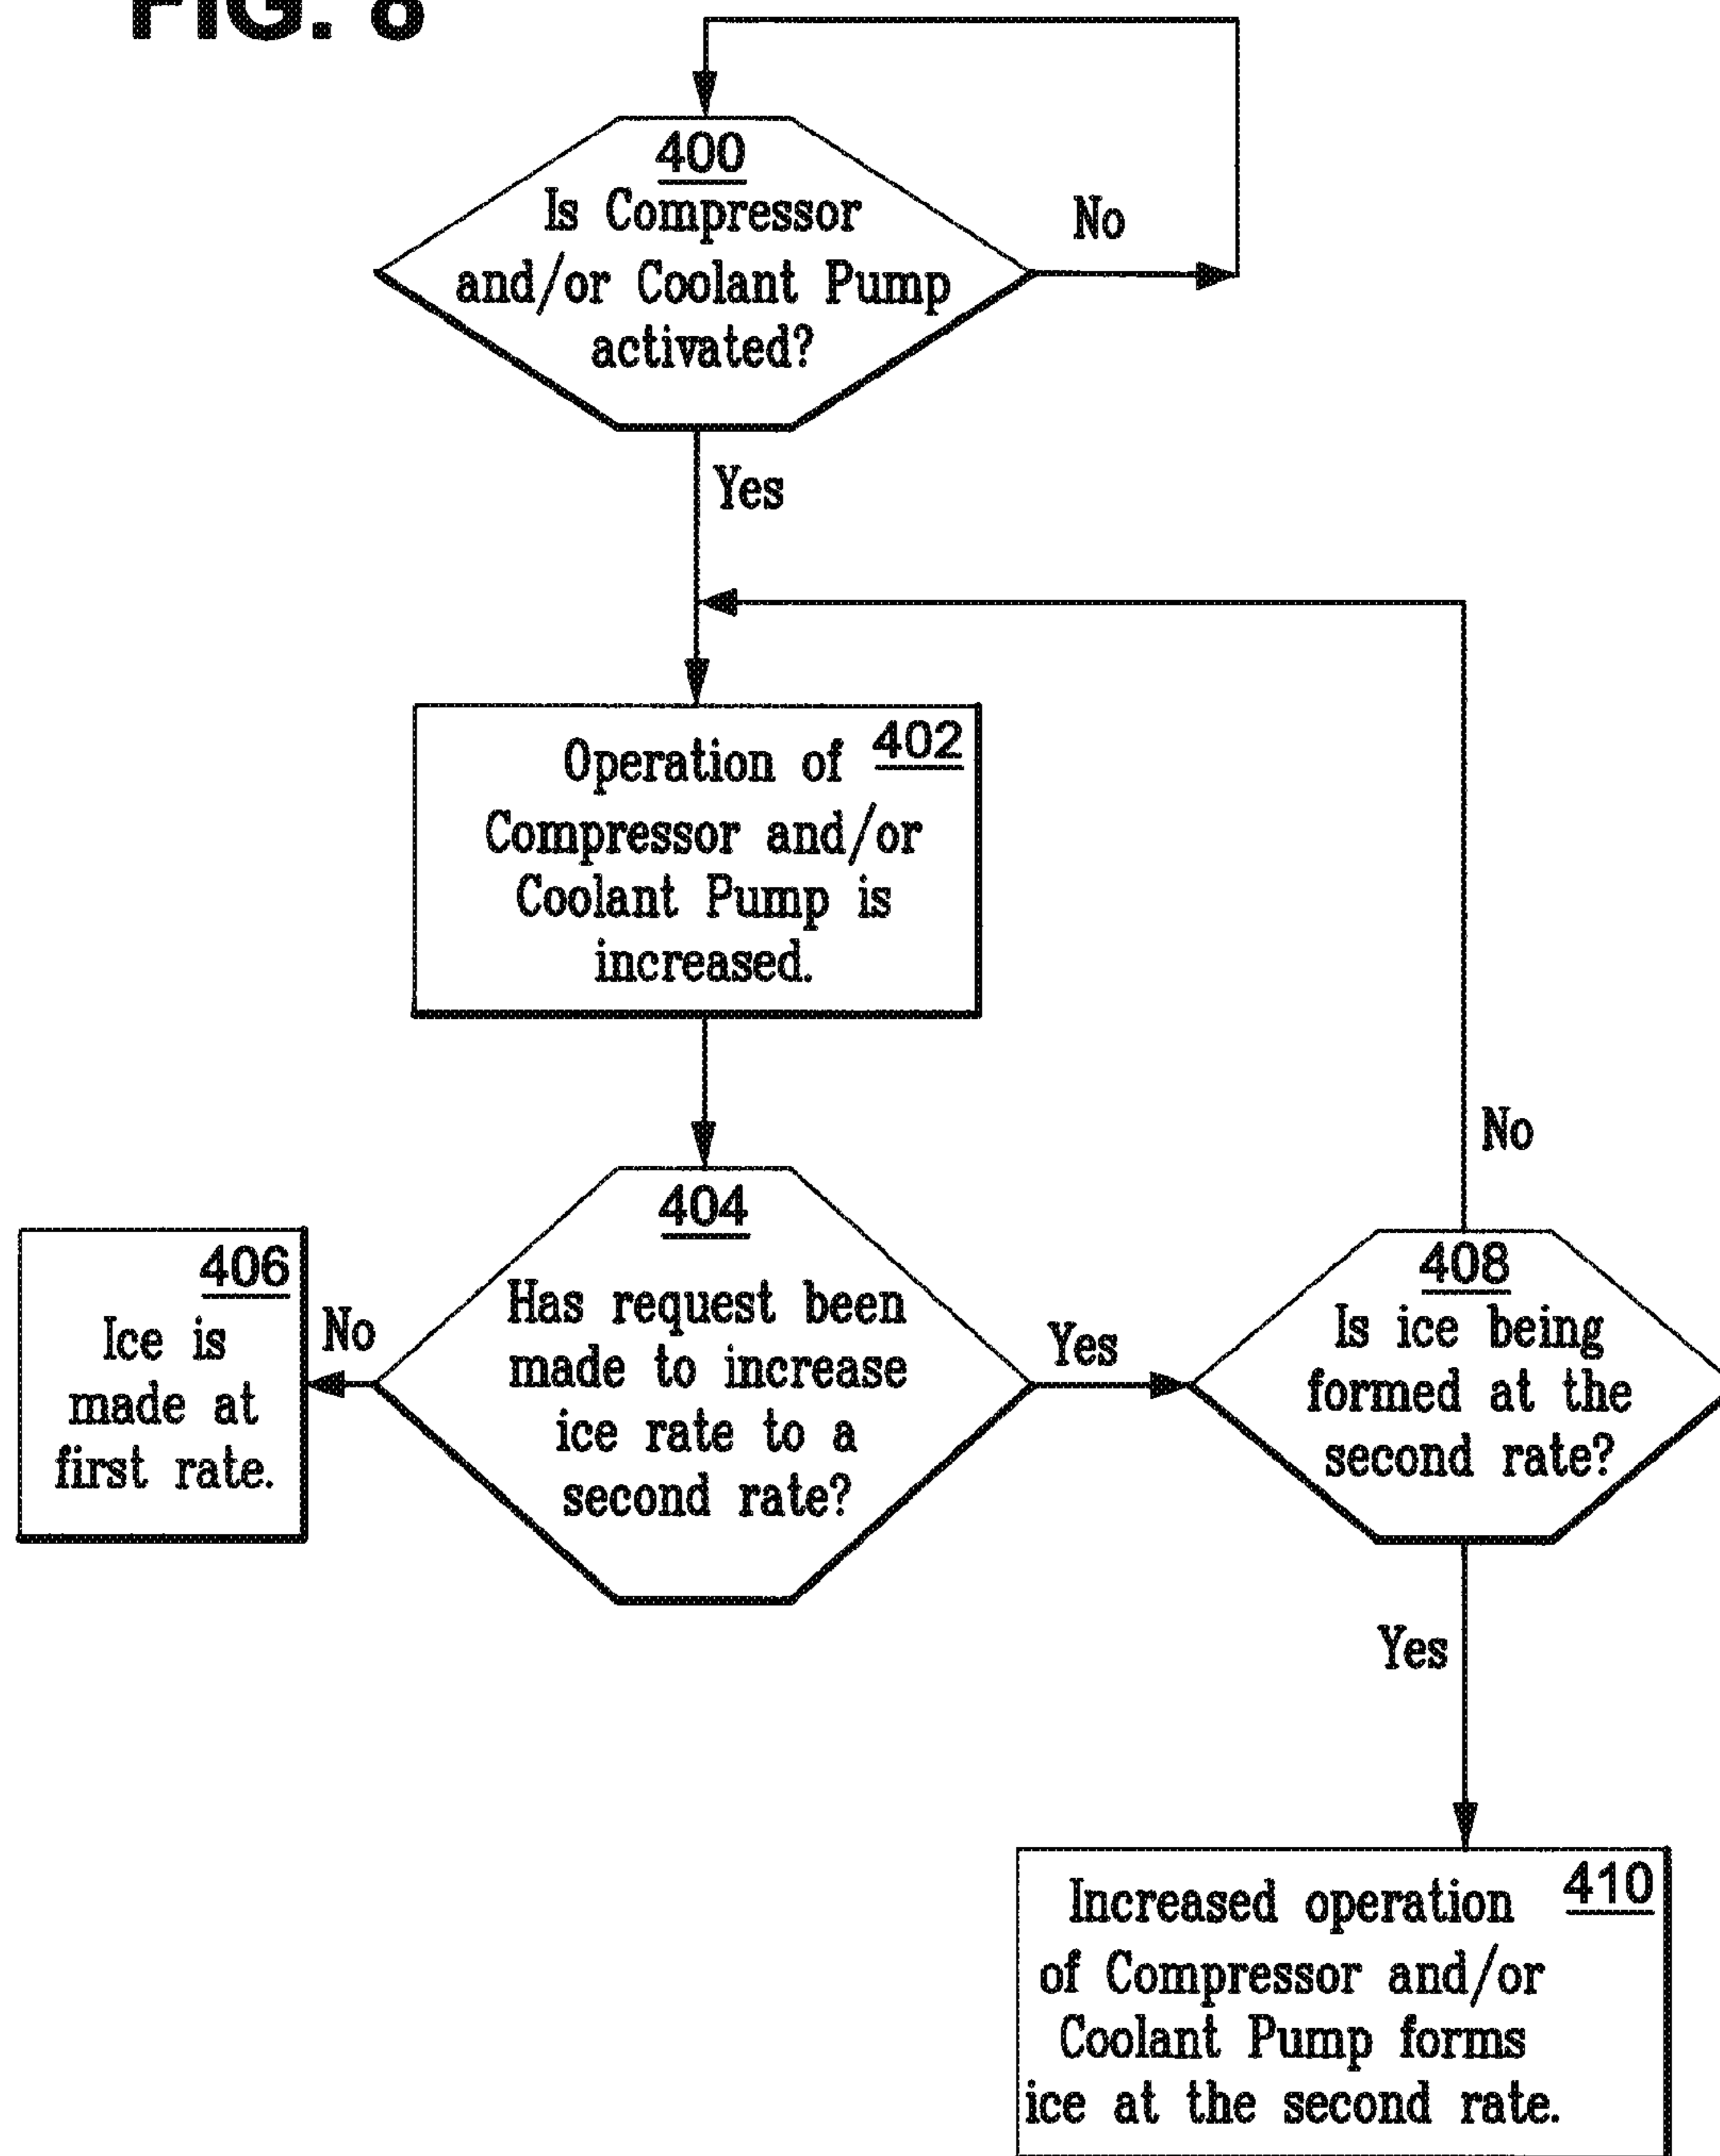 FIG. 8
400
Is Compressor
and/or Coolant Pump
activated?
No
Yes
402
Operation of
Compressor and/or
Coolant Pump is
increased.
404
Has request been
made to increase
ice rate to a
second rate?
No
406
Ice is
made at
first rate.
Yes
408
Is ice being
formed at the
second rate?
No
Yes
410
Increased operation
of Compressor and/or
Coolant Pump forms
ice at the second rate.